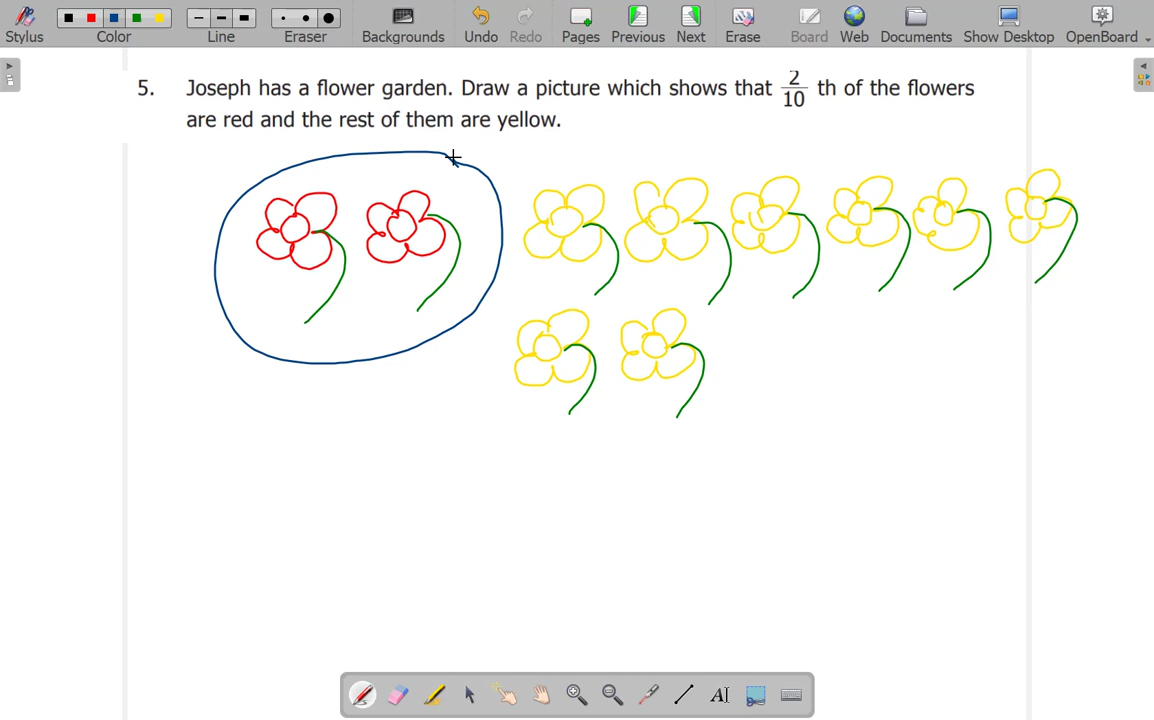 Stylus Color Line Eraser Backgrounds Undo Redo Pages Previous Next Erase Board Web Documents Show Desktop OpenBoard
5. Joseph has a flower garden. Draw a picture which shows that 2/10 th of the flowers
are red and the rest of them are yellow.
AI